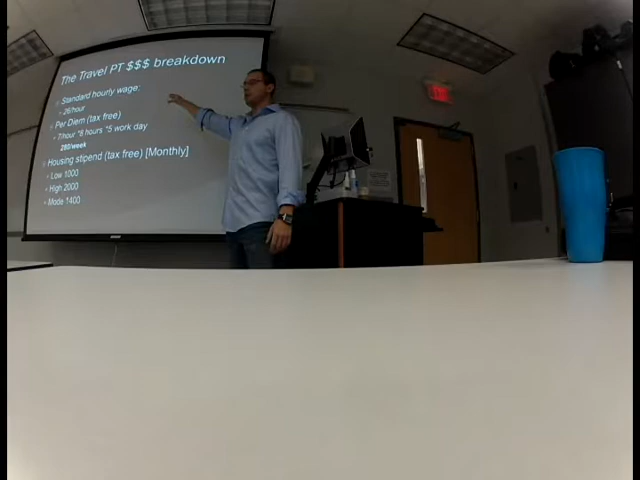 The Travel PT $$$ breakdown
Standard hourly wage:
26/hour
Per Diem (tax free)
7/hour *8 hours *5 work day
280/week
Housing stipend (tax free) [Monthly]
Low 1000
High 2000
Mode 1400
EXIT